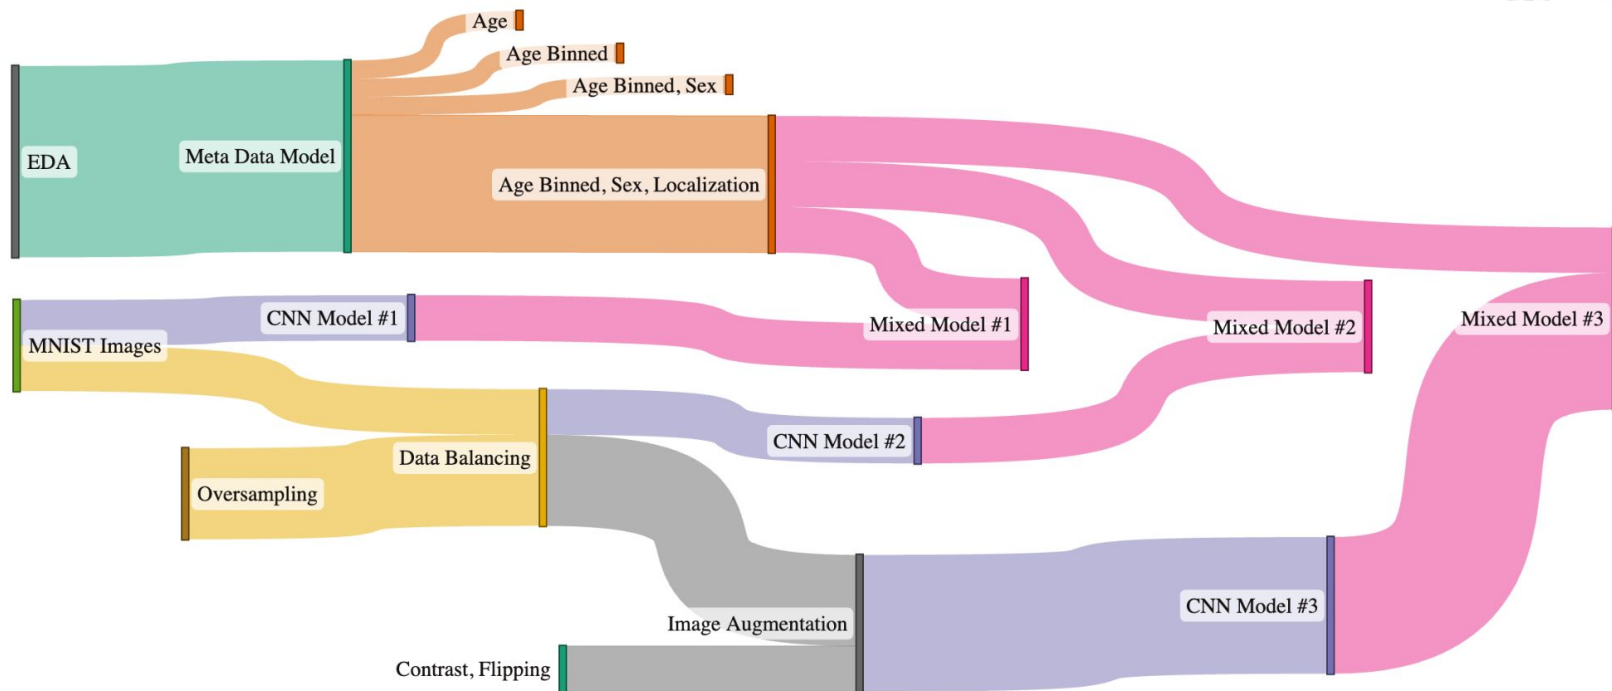 Age
Age Binned
Age Binned, Sex
EDA
Meta Data Model
Age Binned, Sex, Localization
CNN Model #1
Mixed Model #1
Mixed Model #2
Mixed Model #3
MNIST Images
CNN Model #2
Data Balancing
Oversampling
CNN Model #3
Image Augmentation
Contrast, Flipping